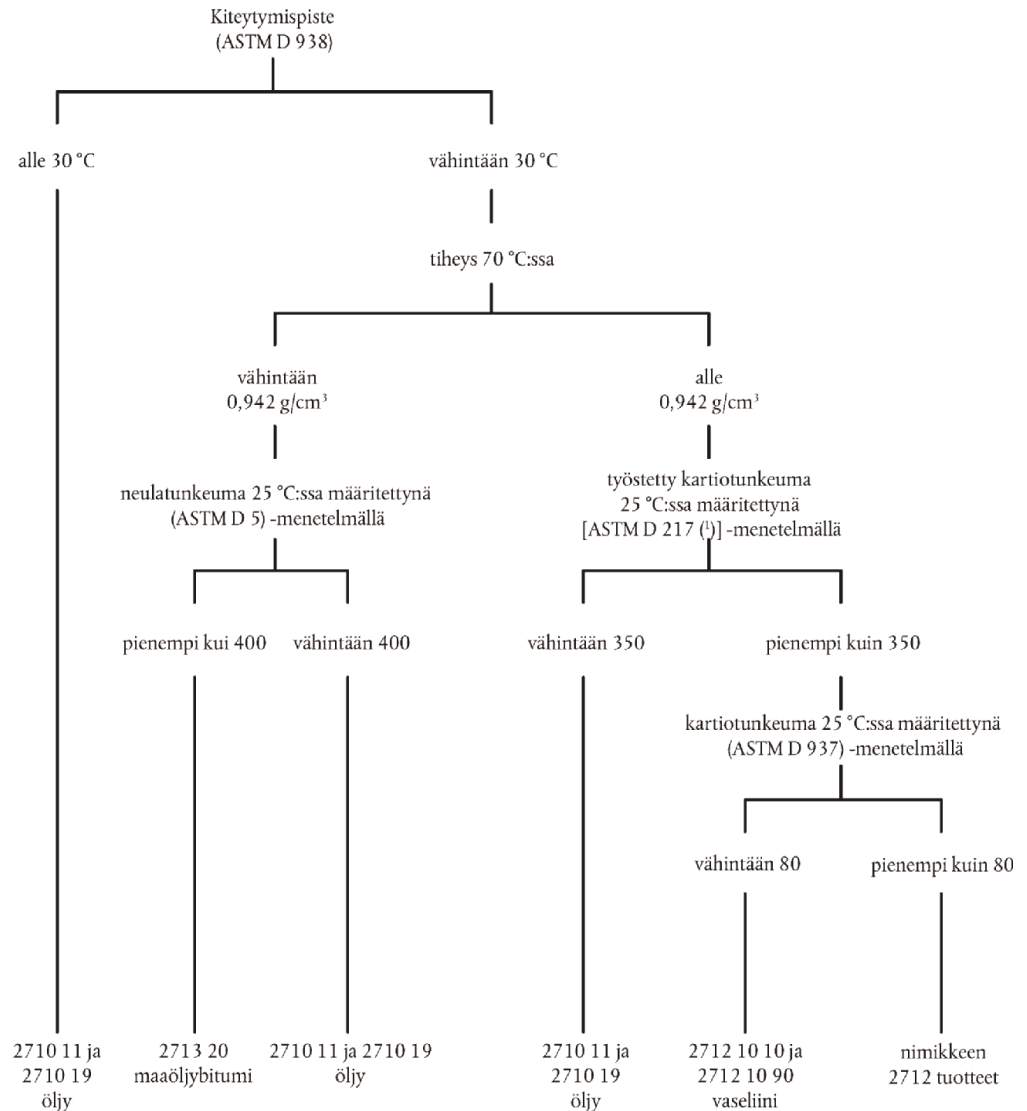 Kiteytymispiste
(ASTM D 938)
alle 30 °C
vähintään 30 °C
tiheys 70 °C:ssa
vähintään
0,942 g/cm³
alle
0,942 g/cm³
neulatunkeuma 25 °C:ssa määritettynä
(ASTM D 5) -menetelmällä
työstetty kartiotunkeuma
25 °C:ssa määritettynä
[ASTM D 217 (¹)] -menetelmällä
pienempi kui 400
vähintään 400
vähintään 350
pienempi kuin 350
kartiotunkeuma 25 °C:ssa määritettynä
(ASTM D 937) -menetelmällä
vähintään 80
pienempi kuin 80
2710 11 ja
2710 19
öljy
2713 20
maaöljybitumi
2710 11 ja 2710 19
öljy
2710 11 ja
2710 19
öljy
2712 10 10 ja
2712 10 90
vaseliini
nimikkeen
2712 tuotteet